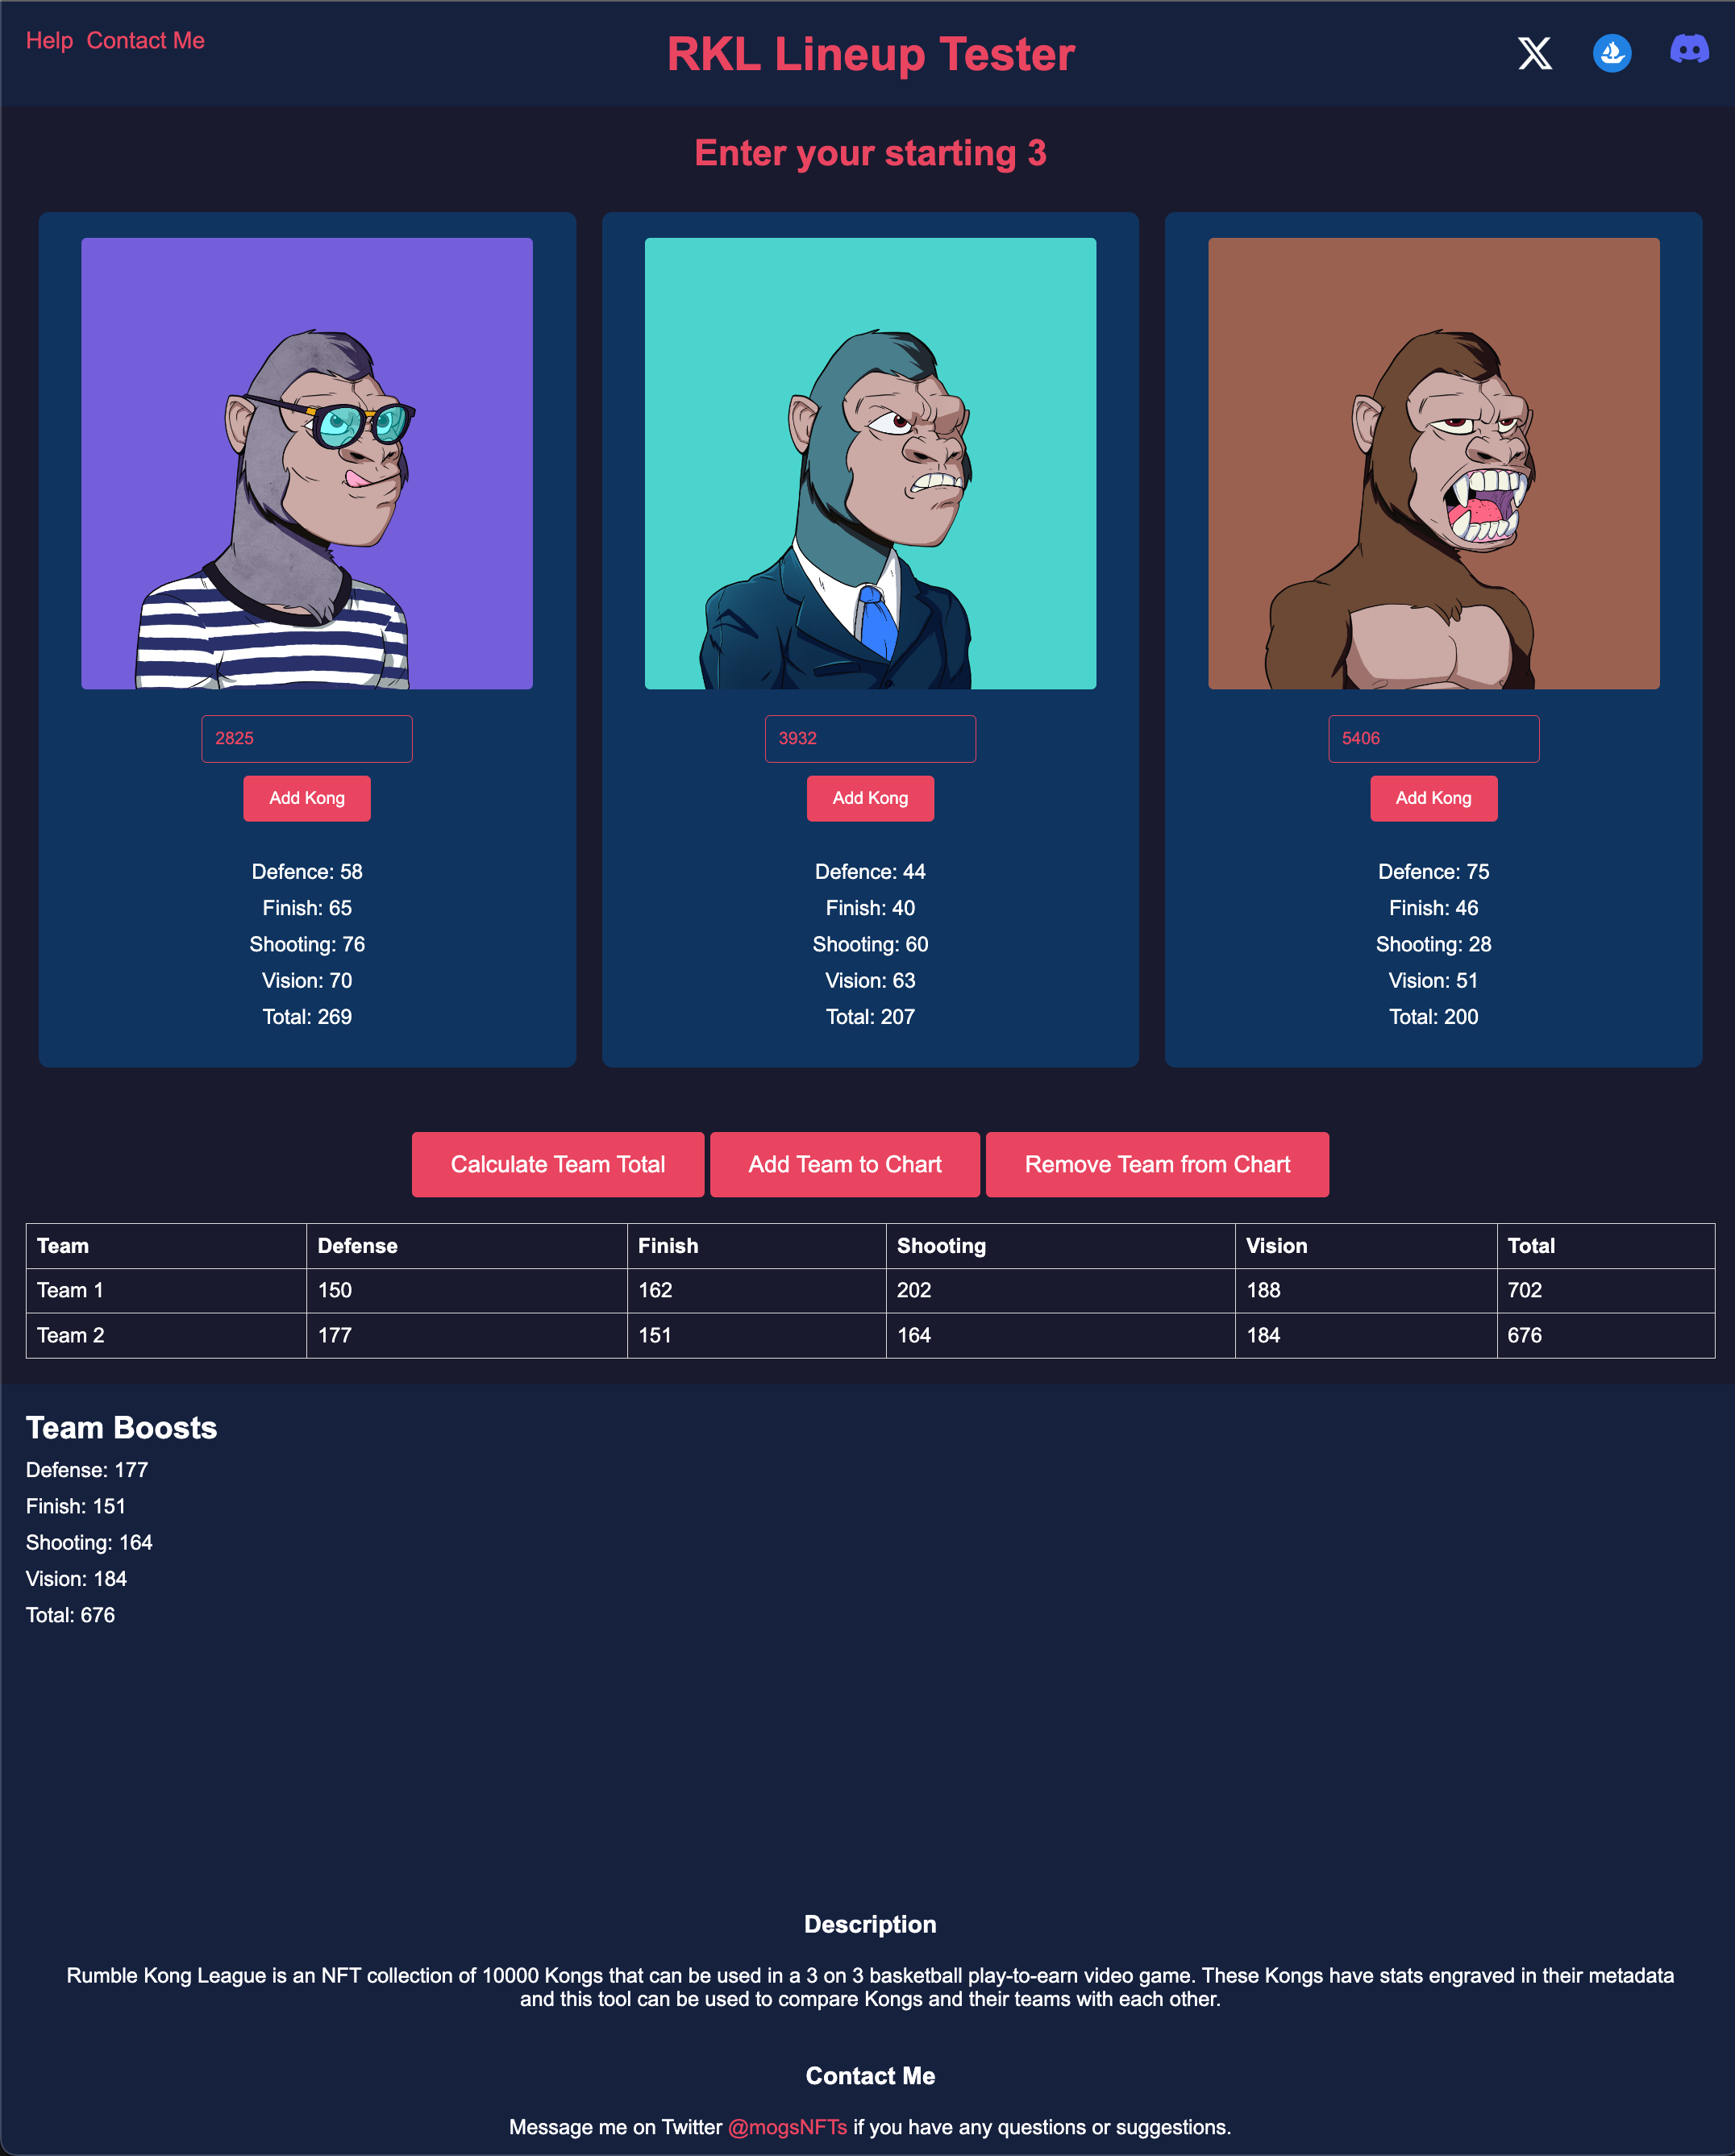 Help Contact Me
RKL Lineup Tester
Enter your starting 3
2825
Add Kong
Defence: 58
Finish: 65
Shooting: 76
Vision: 70
Total: 269
3932
Add Kong
Defence: 44
Finish: 40
Shooting: 60
Vision: 63
Total: 207
5406
Add Kong
Defence: 75
Finish: 46
Shooting: 28
Vision: 51
Total: 200
Calculate Team Total Add Team to Chart Remove Team from Chart
Team Defense Finish Shooting Vision Total
Team 1 150 162 202 188 702
Team 2 177 151 164 184 676
Team Boosts
Defense: 177
Finish: 151
Shooting: 164
Vision: 184
Total: 676
Description
Rumble Kong League is an NFT collection of 10000 Kongs that can be used in a 3 on 3 basketball play-to-earn video game. These Kongs have stats engraved in their metadata
and this tool can be used to compare Kongs and their teams with each other.
Contact Me
Message me on Twitter @mogsNFTs if you have any questions or suggestions.